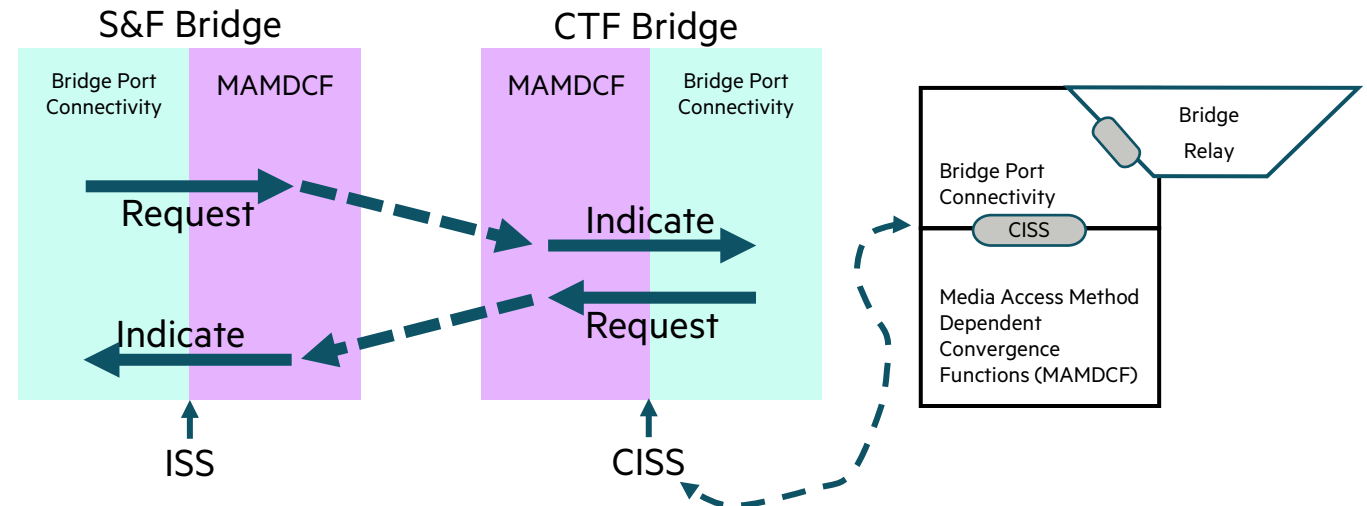 S&F Bridge
CTF Bridge
Bridge Port
Connectivity
MAMDCF
MAMDCF
Bridge Port
Connectivity
Request
Indicate
Indicate
Request
ISS
CISS
Bridge
Relay
Bridge Port
Connectivity
CISS
Media Access Method
Dependent
Convergence
Functions (MAMDCF)